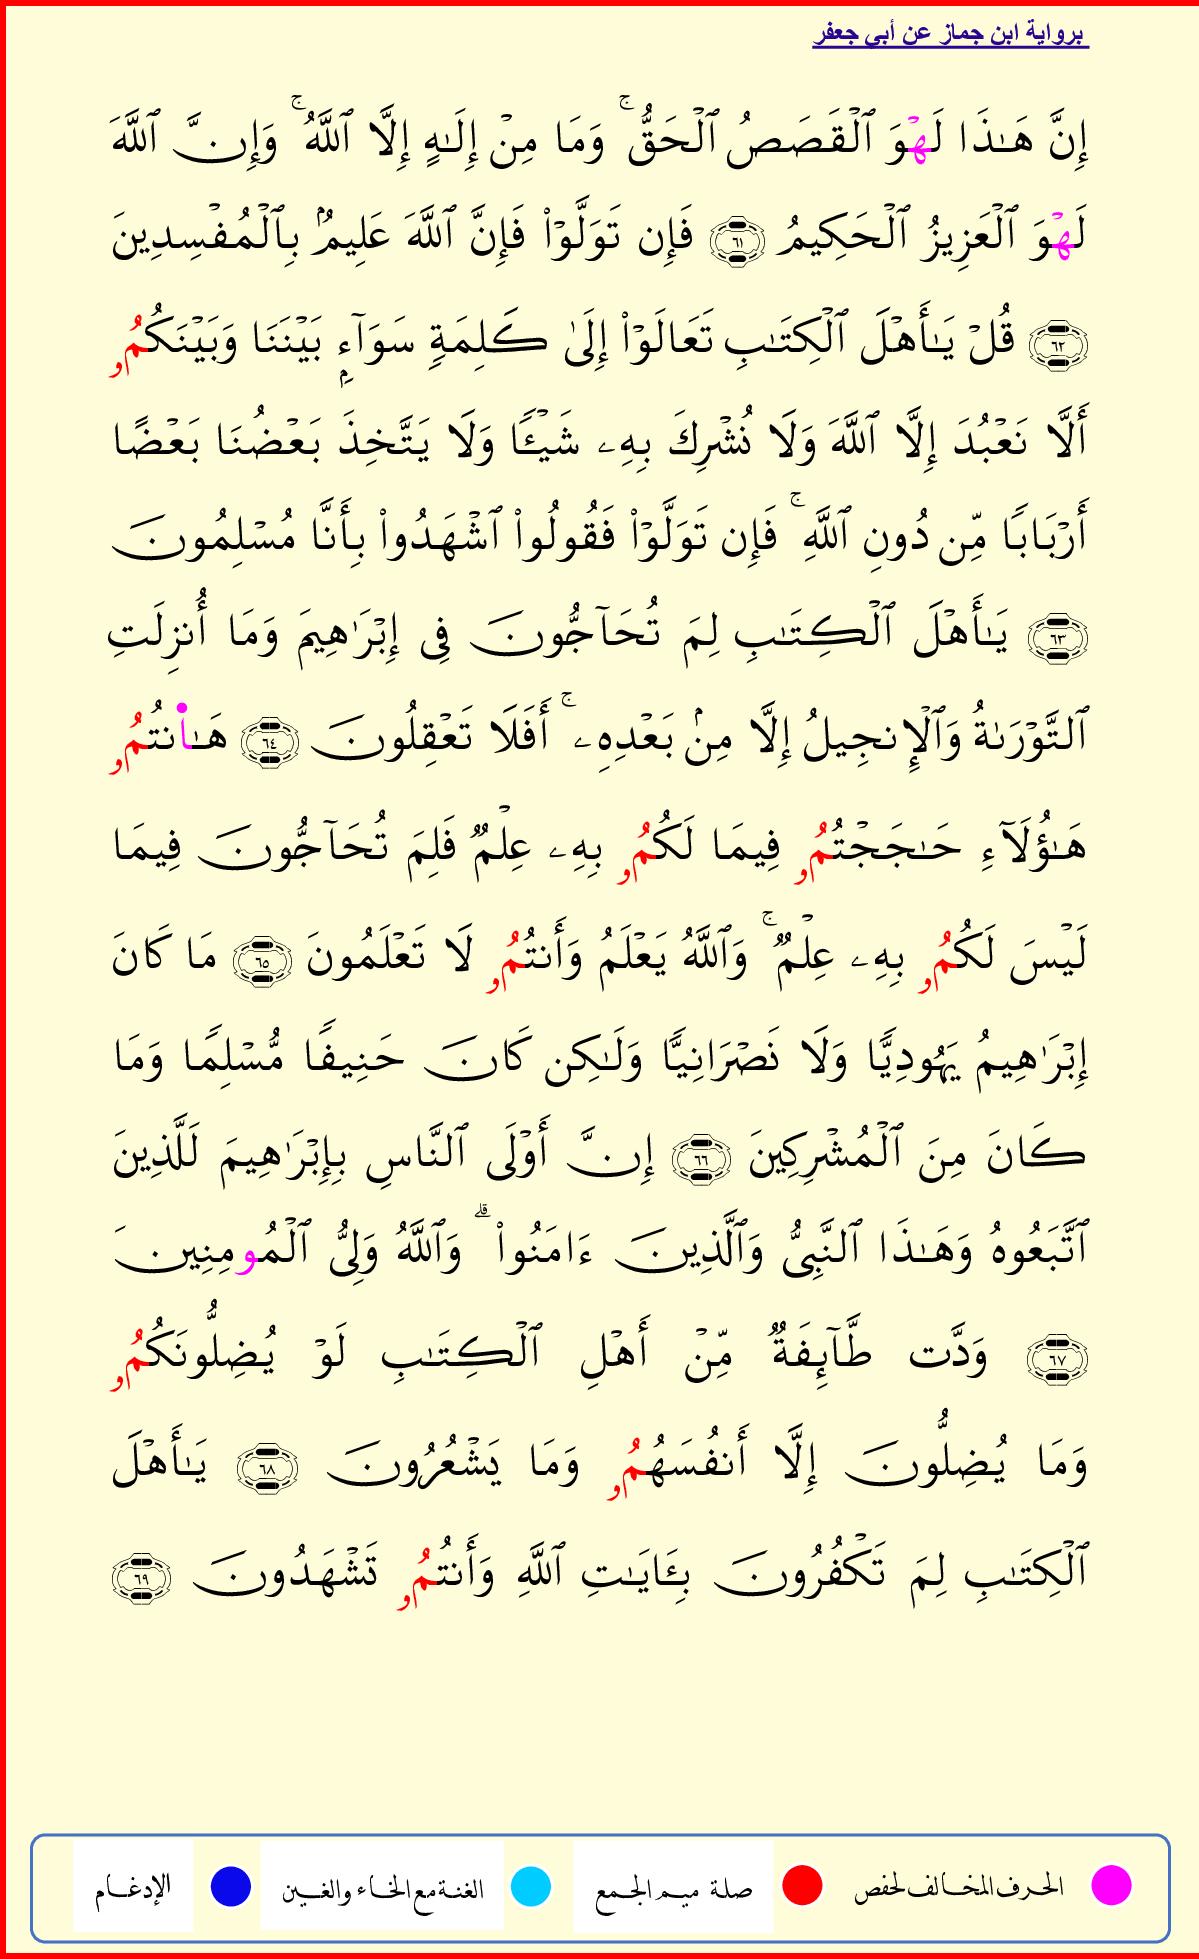 برواية ابن جماز عن أبي جعفر
إِنَّ هَـٰذَا لَهۡوَ ٱلۡقَصَصُ ٱلۡحَقُّۚ وَمَا مِنۡ إِلَـٰهٍ إِلَّا ٱللَّهُۚ وَإِنَّ ٱللَّهَ
لَهۡوَ ٱلۡعَزِيزُ ٱلۡحَكِيمُ ٦١ فَإِن تَوَلَّوۡاْ فَإِنَّ ٱللَّهَ عَلِيمُۢ بِٱلۡمُفۡسِدِينَ
٦٢ قُلۡ يَـٰٓأَهۡلَ ٱلۡكِتَـٰبِ تَعَالَوۡاْ إِلَىٰ كَلِمَةٖ سَوَآءِۭ بَيۡنَنَا وَبَيۡنَكُمُۥ
أَلَّا نَعۡبُدَ إِلَّا ٱللَّهَ وَلَا نُشۡرِكَ بِهِۦ شَيۡـًٔا وَلَا يَتَّخِذَ بَعۡضُنَا بَعۡضًا
أَرۡبَابًا مِّن دُونِ ٱللَّهِۚ فَإِن تَوَلَّوۡاْ فَقُولُواْ ٱشۡهَدُواْ بِأَنَّا مُسۡلِمُونَ
٦٣ يَـٰٓأَهۡلَ ٱلۡكِتَـٰبِ لِمَ تُحَآجُّونَ فِيٓ إِبۡرَٰهِيمَ وَمَآ أُنزِلَتِ
ٱلتَّوۡرَىٰةُ وَٱلۡإِنجِيلُ إِلَّا مِنۢ بَعۡدِهِۦٓۚ أَفَلَا تَعۡقِلُونَ ٦٤ هَـٰا۬نتُمُۥ
هَـٰٓؤُلَآءِ حَـٰجَجۡتُمُۥ فِيمَا لَكُمُۥ بِهِۦ عِلۡمٞ فَلِمَ تُحَآجُّونَ فِيمَا
لَيۡسَ لَكُمُۥ بِهِۦ عِلۡمٞۚ وَٱللَّهُ يَعۡلَمُ وَأَنتُمُۥ لَا تَعۡلَمُونَ ٦٥ مَا كَانَ
إِبۡرَٰهِيمُ يَهُودِيًّا وَلَا نَصۡرَانِيًّا وَلَـٰكِن كَانَ حَنِيفًا مُّسۡلِمًا وَمَا
كَانَ مِنَ ٱلۡمُشۡرِكِينَ ٦٦ إِنَّ أَوۡلَى ٱلنَّاسِ بِإِبۡرَٰهِيمَ لَلَّذِينَ
ٱتَّبَعُوهُ وَهَـٰذَا ٱلنَّبِيُّ وَٱلَّذِينَ ءَامَنُواْۗ وَٱللَّهُ وَلِيُّ ٱلۡمُومِنِينَ
٦٧ وَدَّت طَّآئِفَةٞ مِّنۡ أَهۡلِ ٱلۡكِتَـٰبِ لَوۡ يُضِلُّونَكُمُۥ
وَمَا يُضِلُّونَ إِلَّآ أَنفُسَهُمُۥ وَمَا يَشۡعُرُونَ ٦٨ يَـٰٓأَهۡلَ
ٱلۡكِتَـٰبِ لِمَ تَكۡفُرُونَ بِـَٔايَـٰتِ ٱللَّهِ وَأَنتُمُۥ تَشۡهَدُونَ ٦٩
الحرف المخالف لحفص صلة ميم الجمع الغنة مع الخاء والغين الإدغام